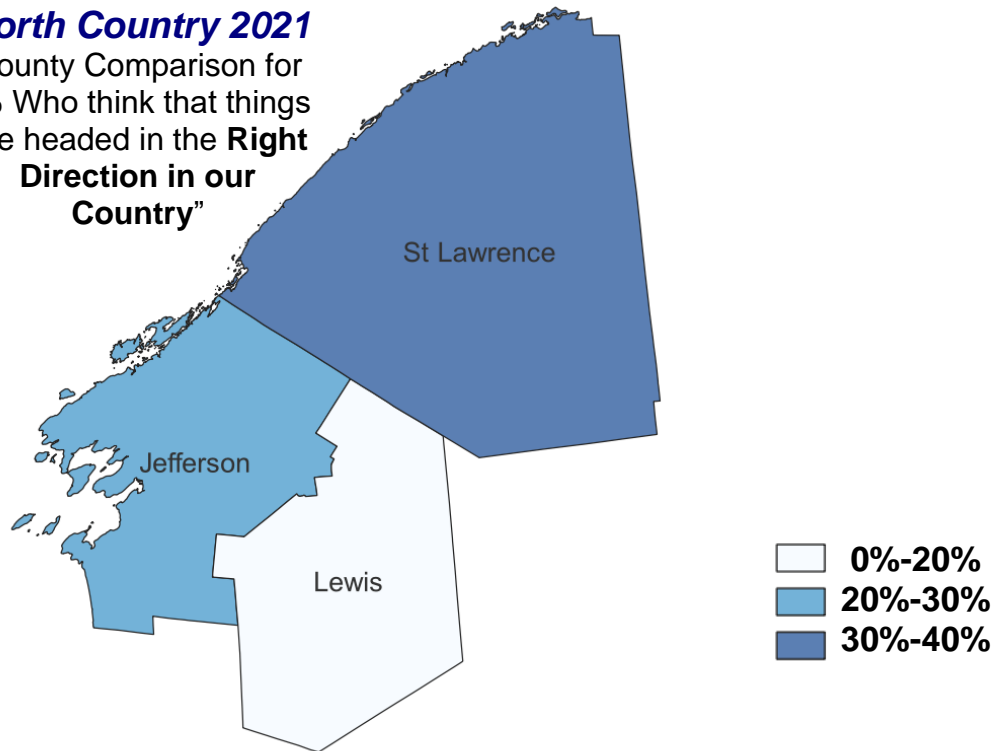 orth Country 2021
ounty Comparison for
% Who think that things
e headed in the Right
Direction in our
Country”
St Lawrence
Jefferson
Lewis
0%-20%
20%-30%
30%-40%